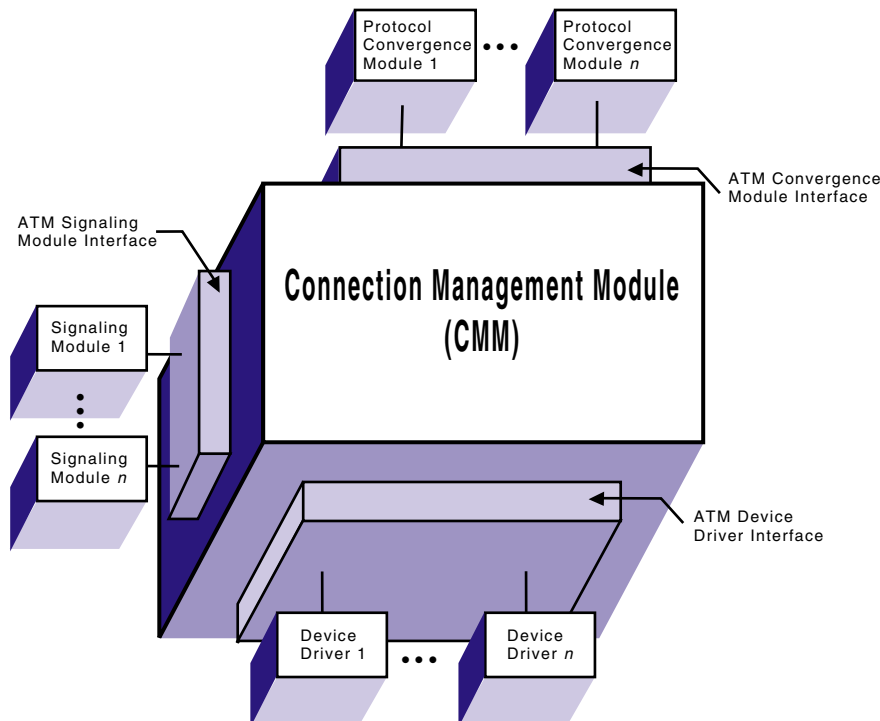 Protocol
Convergence
Module 1
Protocol
Convergence
Module n
ATM Convergence
Module Interface
ATM Signaling
Module Interface
Connection Management Module
(CMM)
Signaling
Module 1
Signaling
Module n
ATM Device
Driver Interface
Device
Driver 1
Device
Driver n